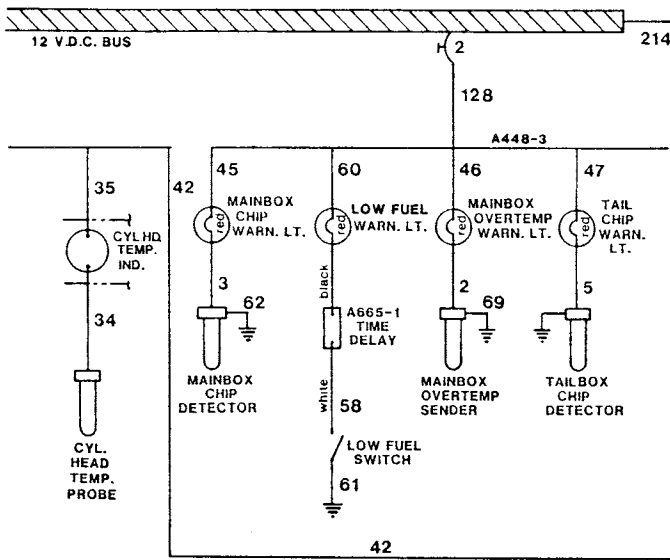 12 V.D.C. BUS
214
2
128
A448-3
35
42
45
60
46
47
CYL.HD.
TEMP.
IND.
MAINBOX
CHIP
WARN. LT.
red
LOW FUEL
WARN. LT.
red
MAINBOX
OVERTEMP
WARN. LT.
red
TAIL
CHIP
WARN.
LT.
red
34
3
62
black
A665-1
TIME
DELAY
2
69
5
MAINBOX
CHIP
DETECTOR
MAINBOX
OVERTEMP
SENDER
TAILBOX
CHIP
DETECTOR
white
58
CYL.
HEAD
TEMP.
PROBE
LOW FUEL
SWITCH
61
42